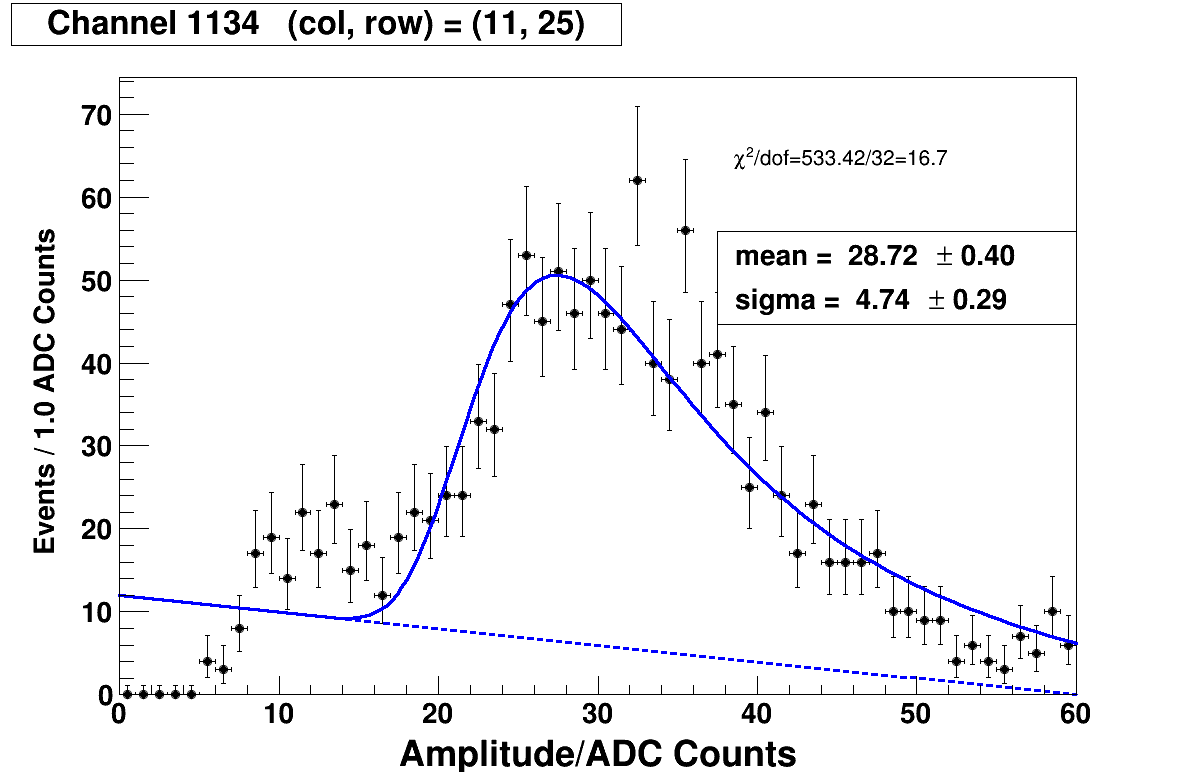 Channel 1134 (col, row) = (11, 25)
χ²/dof=533.42/32=16.7
mean = 28.72 ± 0.40
sigma = 4.74 ± 0.29
Events / 1.0 ADC Counts
70
60
50
40
30
20
10
0
0 10 20 30 40 50 60
Amplitude/ADC Counts